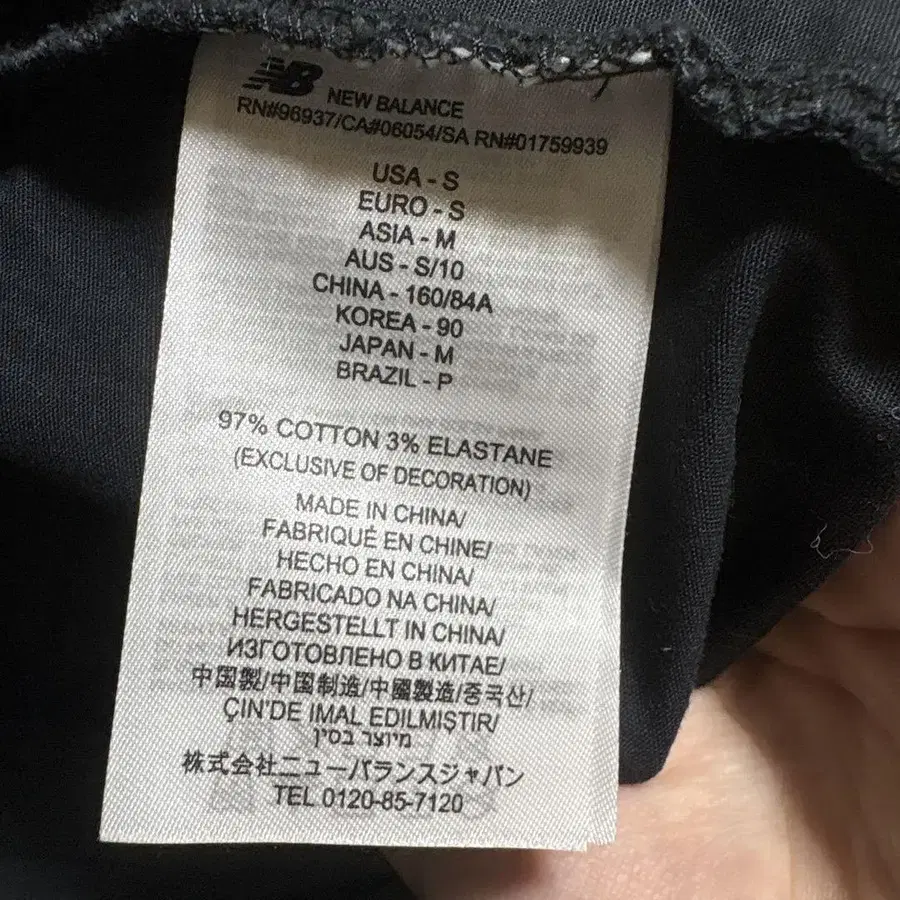 NB
NEW BALANCE
RN#96937/CA#06054/SA RN#01759939
USA - S
EURO - S
ASIA - M
AUS - S/10
CHINA - 160/84A
KOREA - 90
JAPAN - M
BRAZIL - P
97% COTTON 3% ELASTANE
(EXCLUSIVE OF DECORATION)
MADE IN CHINA/
FABRIQUÉ EN CHINE/
HECHO EN CHINA/
FABRICADO NA CHINA/
HERGESTELLT IN CHINA/
ИЗГОТОВЛЕНО В КИТАЕ/
中国製/中国制造/中國製造/중국산/
ÇIN'DE IMAL EDILMISTIR/
מיוצר בסין
株式会社ニューバランスジャパン
TEL 0120-85-7120